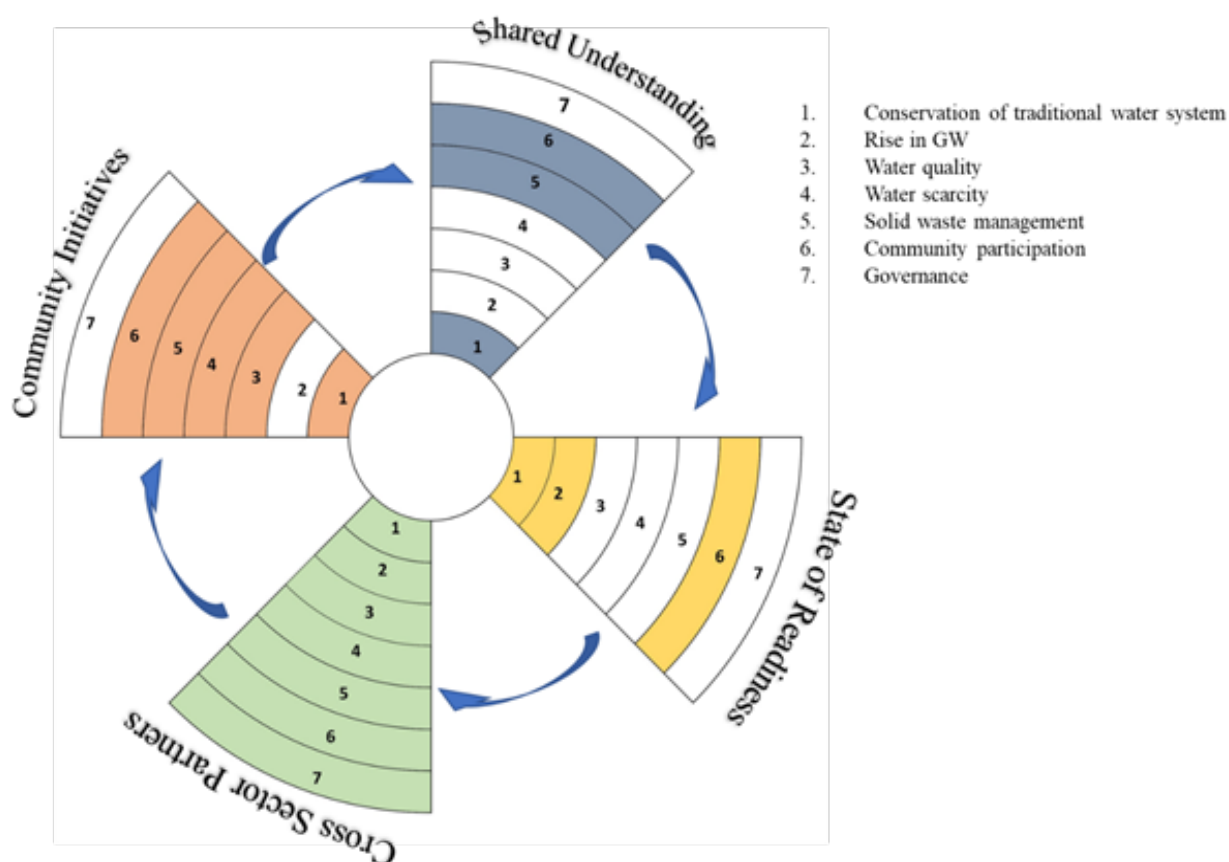 Shared Understanding
7
6
5
4
3
2
1
1. Conservation of traditional water system
2. Rise in GW
3. Water quality
4. Water scarcity
5. Solid waste management
6. Community participation
7. Governance
Community Initiatives
7
6
5
4
3
2
1
State of Readiness
1
2
3
4
5
6
7
Cross Sector Partners
1
2
3
4
5
6
7